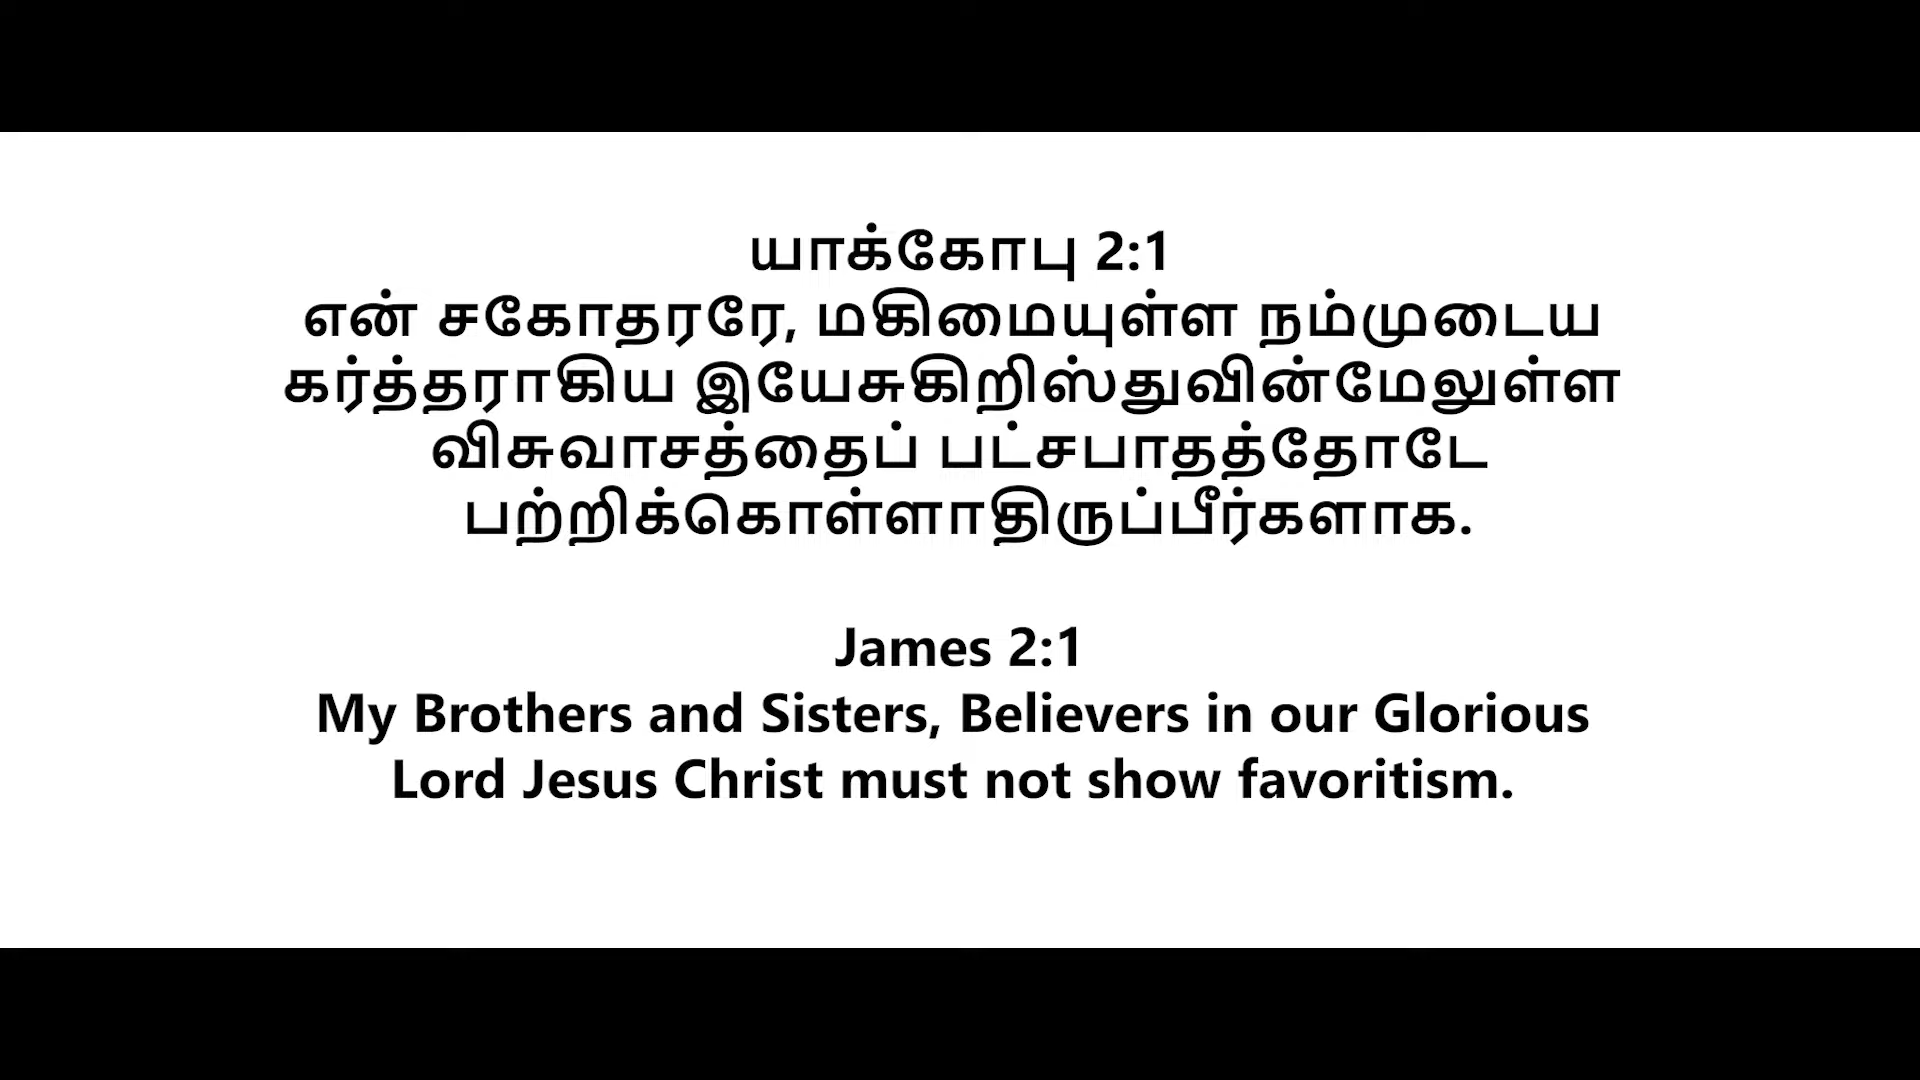 யாக்கோபு 2:1
என் சகோதரரே, மகிமையுள்ள நம்முடைய
கர்த்தராகிய இயேசுகிறிஸ்துவின்மேலுள்ள
விசுவாசத்தைப் பட்சபாதத்தோடே
பற்றிக்கொள்ளாதிருப்பீர்களாக.
James 2:1
My Brothers and Sisters, Believers in our Glorious
Lord Jesus Christ must not show favoritism.